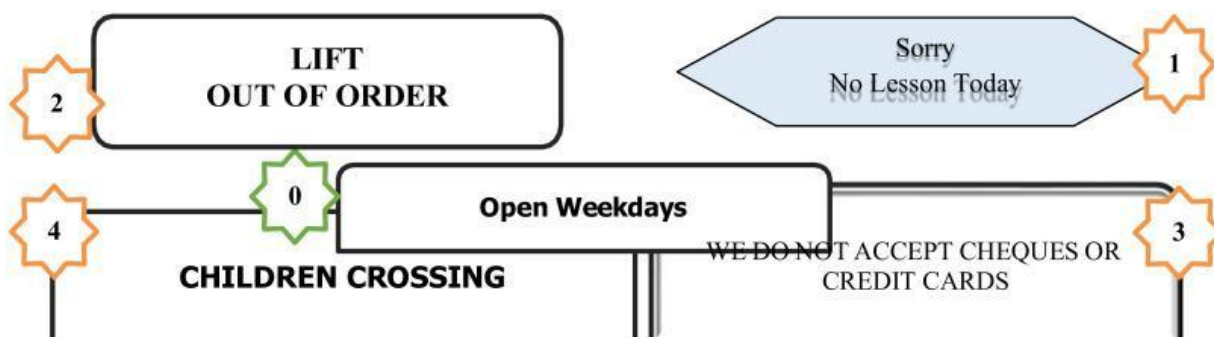 LIFT
OUT OF ORDER
2
Sorry
No Lesson Today
1
0
Open Weekdays
4
CHILDREN CROSSING
WE DO NOT ACCEPT CHEQUES OR
CREDIT CARDS
3